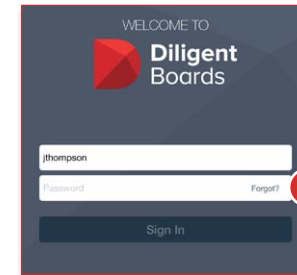 WELCOME TO
Diligent
Boards
jthompson
Password
Forgot?
Sign In